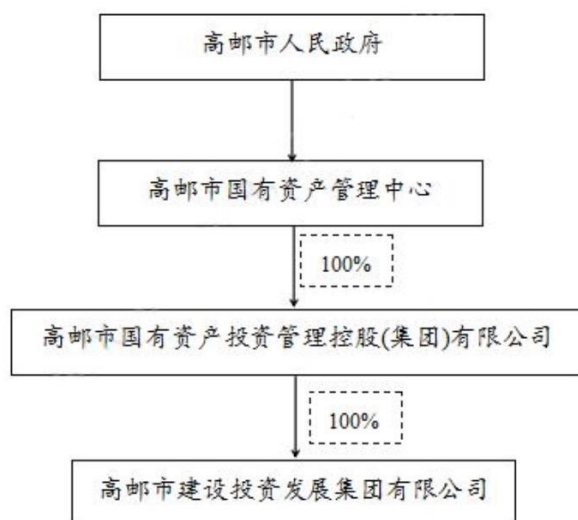 高邮市人民政府
高邮市国有资产管理中心
100%
高邮市国有资产投资管理控股(集团)有限公司
100%
高邮市建设投资发展集团有限公司